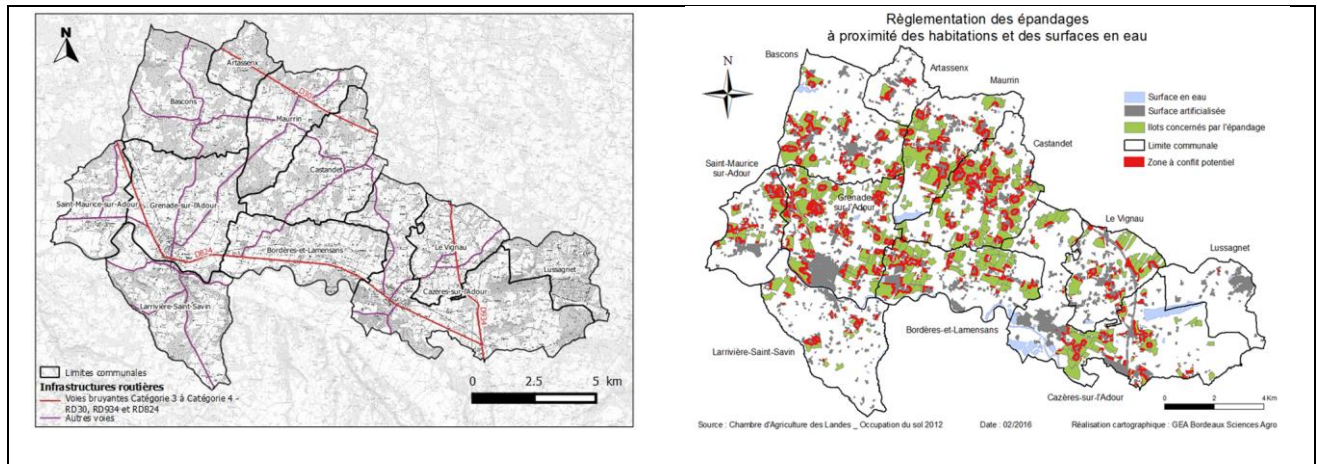 N
Artassenx
D30
Bascons
Maurrin
Castandet
Saint-Maurice-sur-Adour
Grenade-sur-l'Adour
D824
Bordères-et-Lamensans
Le Vignau
Lussagnet
Cazères-sur-l'Adour
D934
Larrivière-Saint-Savin
Limites communales
Infrastructures routières
Voies bruyantes Catégorie 3 à Catégorie 4 -
RD30, RD934 et RD824
Autres voies
0 2.5 5 km
Règlementation des épandages
à proximité des habitations et des surfaces en eau
N
Bascons
Artassenx
Maurrin
Castandet
Surface en eau
Surface artificialisée
Ilots concernés par l'épandage
Limite communale
Zone à conflit potentiel
Saint-Maurice
sur-Adour
Grenade
sur-l'Adour
Le Vignau
Lussagnet
Bordères-et-Lamensans
Larrivière-Saint-Savin
Cazères-sur-l'Adour
0 2 4 Km
Source : Chambre d'Agriculture des Landes _ Occupation du sol 2012 Date : 02/2016 Réalisation cartographique : GEA Bordeaux Sciences Agro